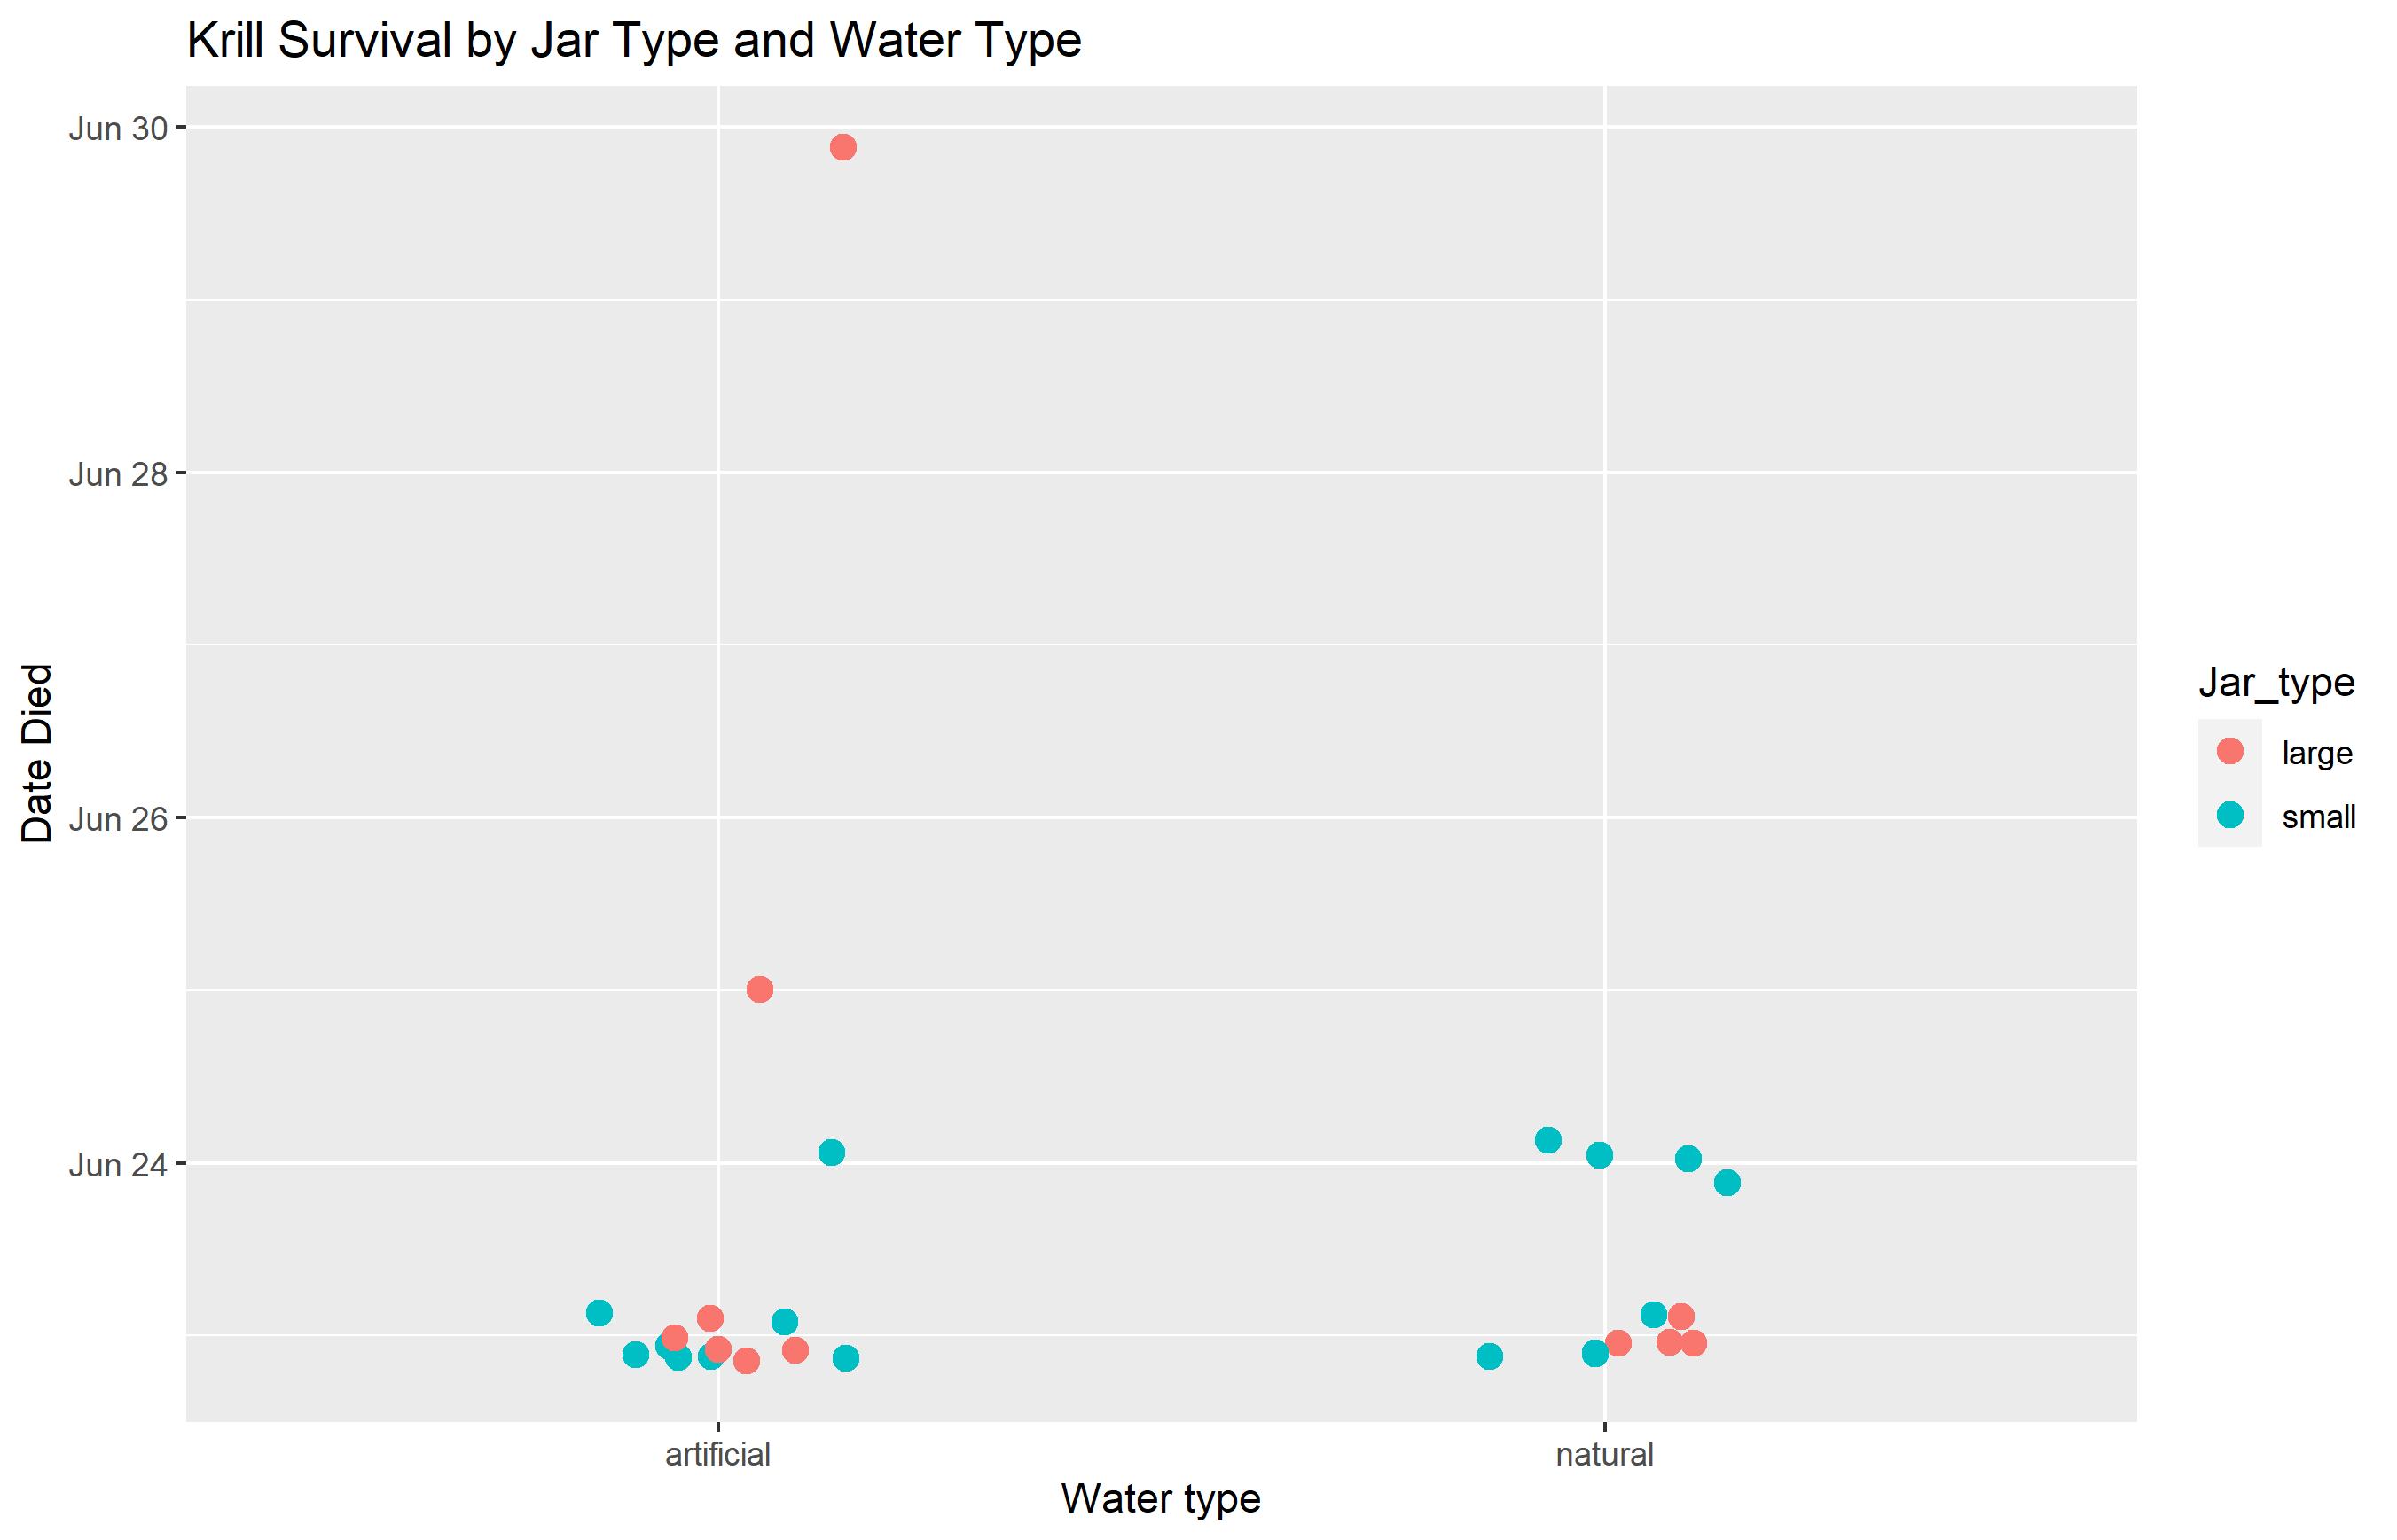 Krill Survival by Jar Type and Water Type
Date Died
Jun 30
Jun 28
Jun 26
Jun 24
artificial
natural
Water type
Jar_type
large
small